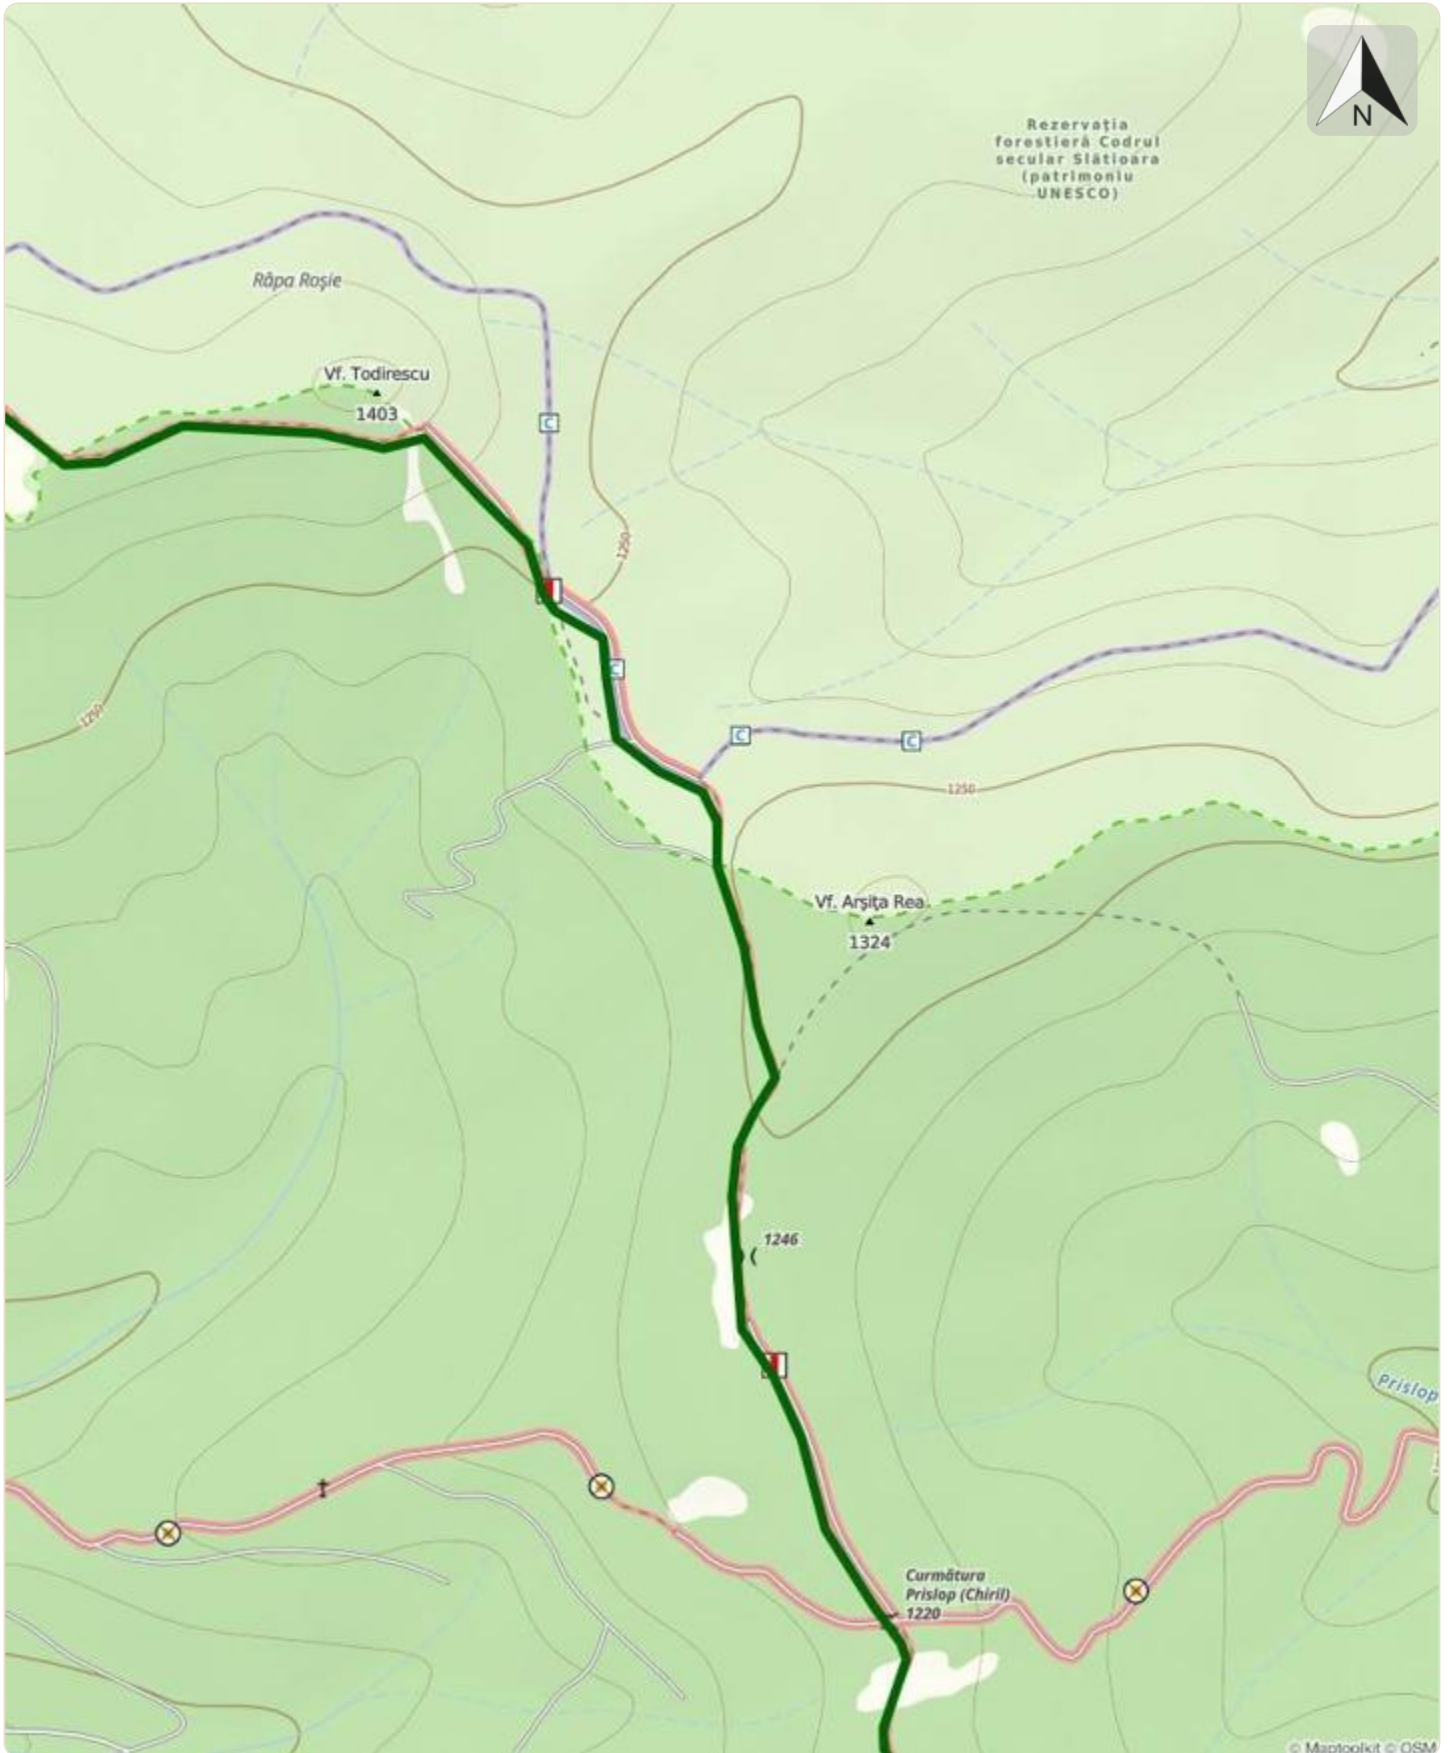 N
Rezervația
forestieră Codrul
secular Slătioara
(patrimoniu
UNESCO)
Râpa Roșie
Vf. Todirescu
1403
C
1250
C
1250
C
C
1250
Vf. Arșița Rea
1324
1246
Prislop
Curmătura
Prislop (Chiril)
1220
© Maptoolkit © OSM